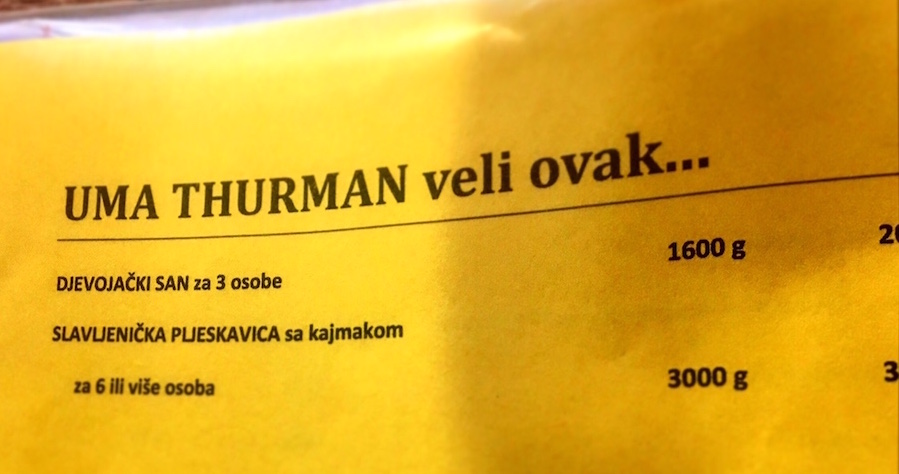 UMA THURMAN veli ovak...
DJEVOJAČKI SAN za 3 osobe 1600 g
SLAVLJENIČKA PLJESKAVICA sa kajmakom
za 6 ili više osoba 3000 g